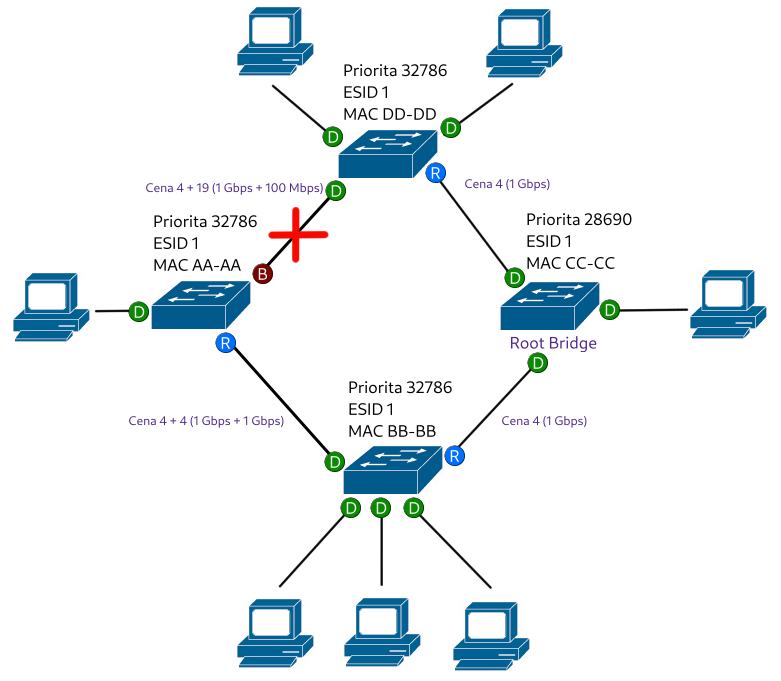 Priorita 32786
ESID 1
MAC DD-DD
D
D
Cena 4 + 19 (1 Gbps + 100 Mbps)
D
R
Cena 4 (1 Gbps)
Priorita 32786
ESID 1
MAC AA-AA
B
D
R
Priorita 28690
ESID 1
MAC CC-CC
D
D
Root Bridge
D
Cena 4 + 4 (1 Gbps + 1 Gbps)
Cena 4 (1 Gbps)
Priorita 32786
ESID 1
MAC BB-BB
D
R
D
D
D